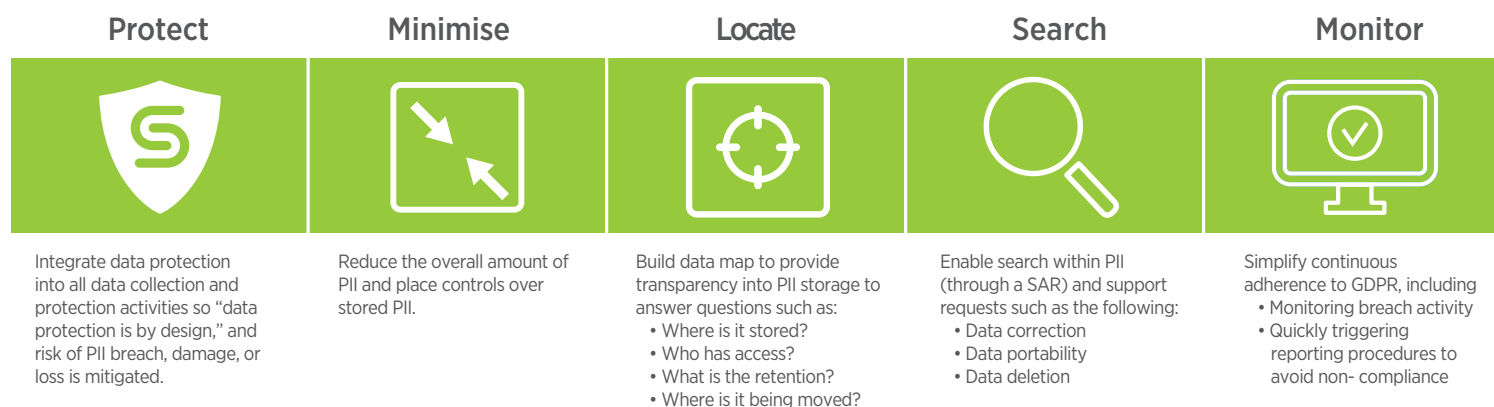 Protect
Minimise
Locate
Search
Monitor
Integrate data protection
into all data collection and
protection activities so “data
protection is by design,” and
risk of PII breach, damage, or
loss is mitigated.
Reduce the overall amount of
PII and place controls over
stored PII.
Build data map to provide
transparency into PII storage to
answer questions such as:
• Where is it stored?
• Who has access?
• What is the retention?
• Where is it being moved?
Enable search within PII
(through a SAR) and support
requests such as the following:
• Data correction
• Data portability
• Data deletion
Simplify continuous
adherence to GDPR, including
• Monitoring breach activity
• Quickly triggering
reporting procedures to
avoid non- compliance